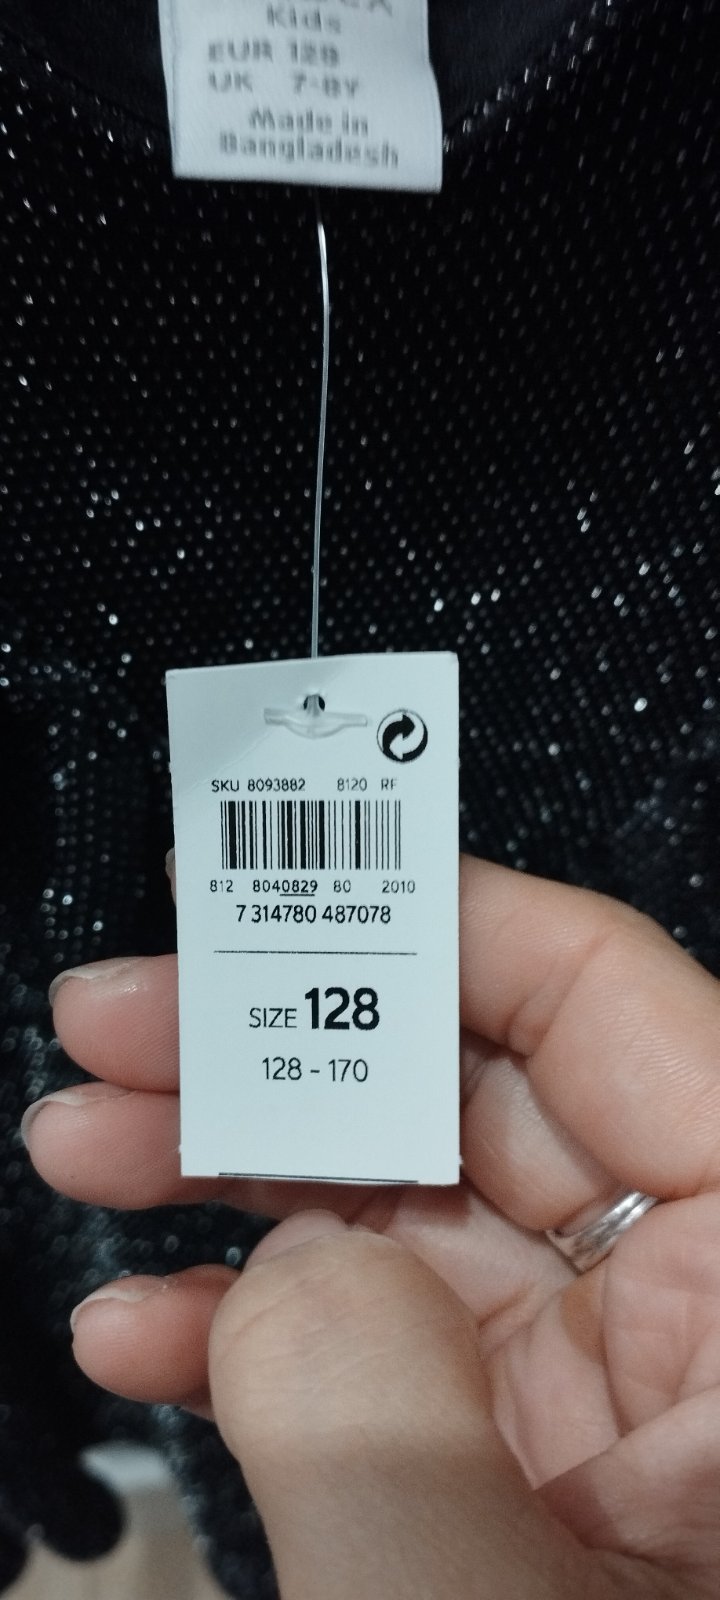 Kids
EUR 128
UK 7-8Y
Made in
Bangladesh
SKU 8093882 8120 RF
812 8040829 80 2010
7 314780 487078
SIZE 128
128 - 170